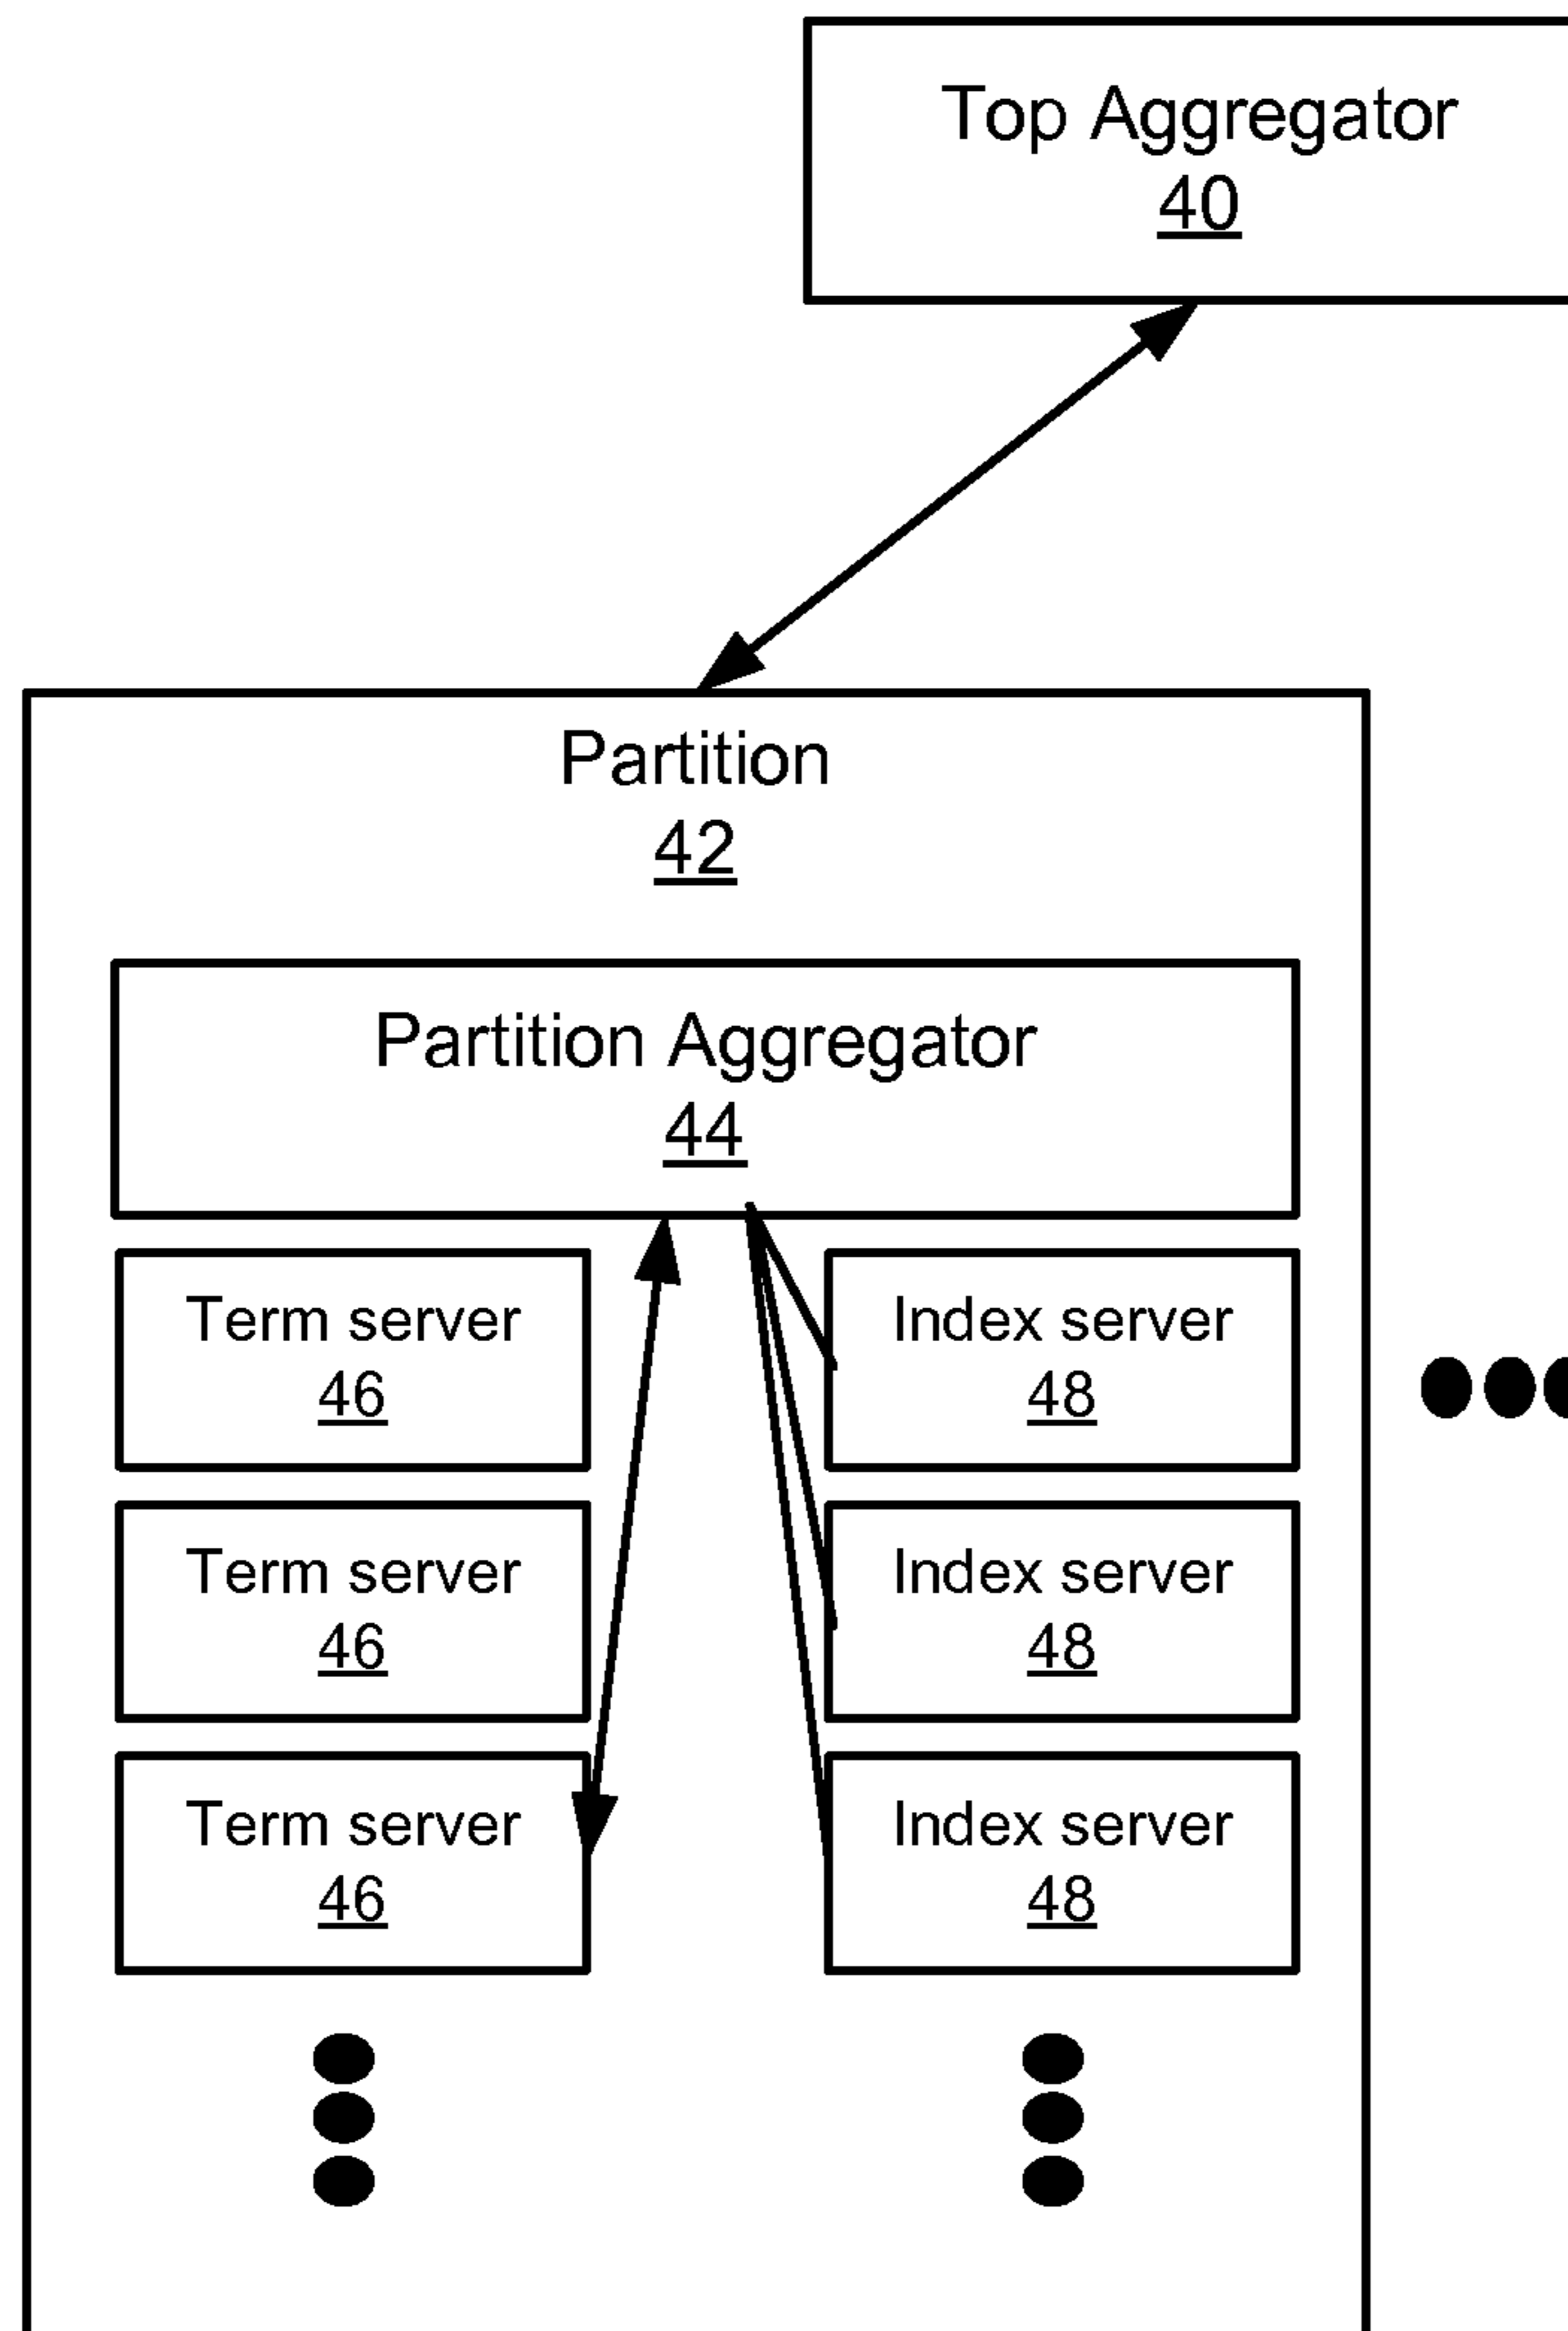 Top Aggregator
40
Partition
42
Partition Aggregator
44
Term server
46
Index server
48
Term server
46
Index server
48
Term server
46
Index server
48